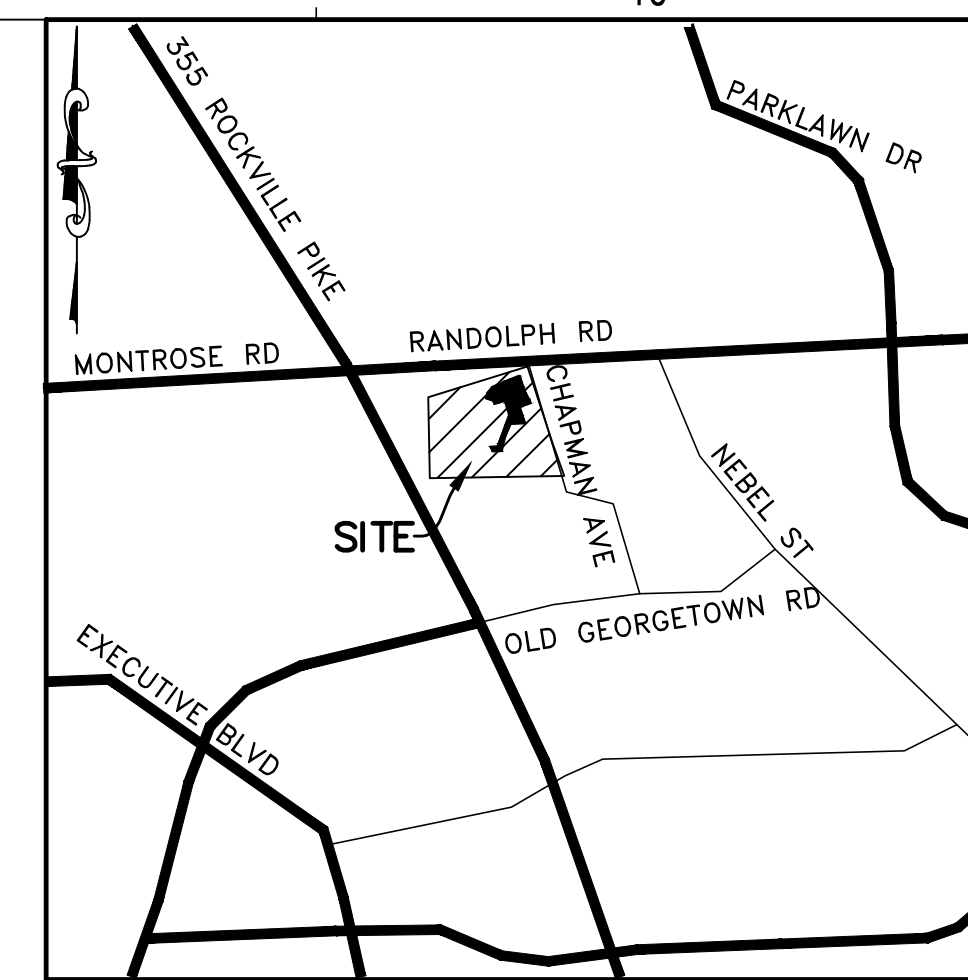 355 ROCKVILLE PIKE
PARKLAWN DR
MONTROSE RD
RANDOLPH RD
CHAPMAN AVE
NEBEL ST
SITE
OLD GEORGETOWN RD
EXECUTIVE BLVD